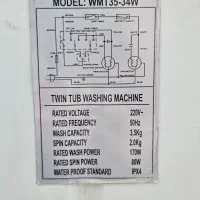 MODEL: WMT35-34W
TWIN TUB WASHING MACHINE
RATED VOLTAGE 220V~
RATED FREQUENCY 50Hz
WASH CAPACITY 3.5Kg
SPIN CAPACITY 2.0Kg
RATED WASH POWER 170W
RATED SPIN POWER 80W
WATER PROOF STANDARD IPX4